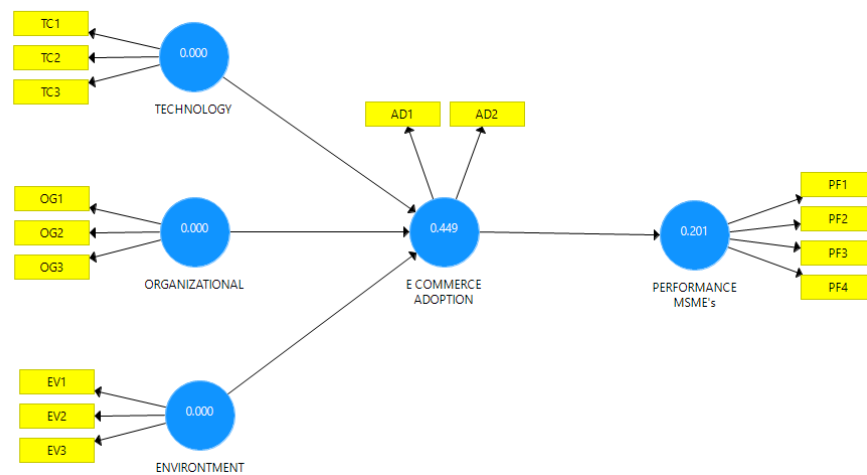 TC1
TC2
TC3
0.000
TECHNOLOGY
AD1
AD2
OG1
OG2
OG3
0.000
ORGANIZATIONAL
0.449
E COMMERCE
ADOPTION
0.201
PERFORMANCE
MSME's
PF1
PF2
PF3
PF4
EV1
EV2
EV3
0.000
ENVIRONTMENT